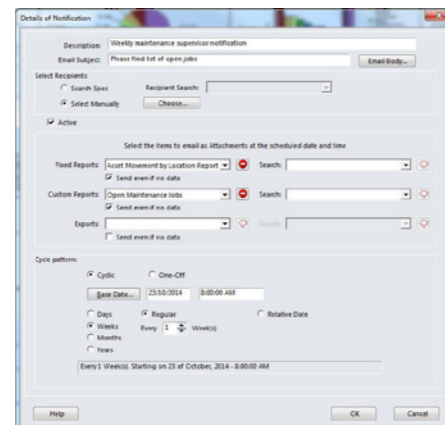 Details of Notification
Description: Weekly maintenance supervisor notification
Email Subject: Please find list of open jobs Email Body...
Select Recipients
Search Spec Recipient Search:
Select Manually Choose...
Active
Select the items to email as Attachments at the scheduled date and time
Fixed Reports: Asset Movement by Location Report Search:
Send even if no data
Custom Reports: Open Maintenance Jobs Search:
Send even if no data
Exports: Search:
Send even if no data
Cycle pattern
Cyclic One-Off
Base Date... 23/10/2014 8:00:00 AM
Days Regular Relative Date
Weeks Every 1 Week(s)
Months
Years
Every 1 Week(s). Starting on 23 of October, 2014 - 8:00:00 AM
Help OK Cancel